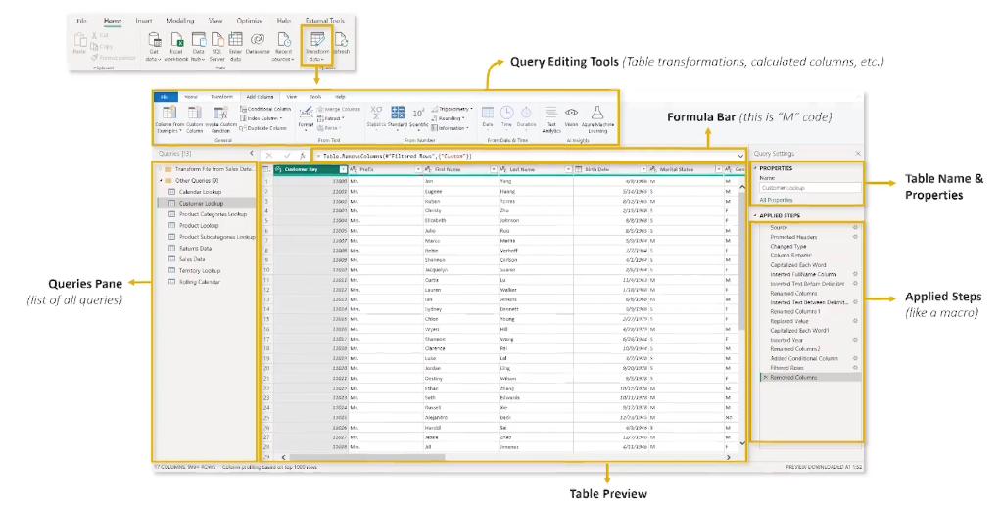 File Home Insert Modeling View Optimize Help External Tools
Paste Cut
Copy
Format painter
Get data Excel workbook Data hub SQL Server Enter data Dataverse Recent sources Transform data Refresh
Clipboard Data Queries
Query Editing Tools (Table transformations, calculated columns, etc.)
File Home Transform Add Column View Tools Help
Column From Examples Custom Column Invoke Custom Function
Conditional Column
Index Column
Duplicate Column
Format
Merge Columns
Extract
Parse
Statistics Standard Scientific
10²
Trigonometry
Rounding
Information
Date Time Duration
Text Analytics Vision Azure Machine Learning
General From Text From Number From Date & Time AI Insights
Formula Bar (this is "M" code)
Queries [13]
= Table.RemoveColumns(#"Filtered Rows",{"Custom"})
Transform File from Sales Data...
Other Queries [9]
Calendar Lookup
Customer Lookup
Product Categories Lookup
Product Lookup
Product Subcategories Lookup
Returns Data
Sales Data
Territory Lookup
Rolling Calendar
Queries Pane
(list of all queries)
Customer Key Prefix First Name Last Name Birth Date Marital Status Gen
1 11000 Mr. Jon Yang 4/8/1966 M M
2 11001 Mr. Eugene Huang 5/14/1965 S M
3 11002 Mr. Ruben Torres 8/12/1965 M M
4 11003 Ms. Christy Zhu 2/15/1968 S F
5 11004 Mrs. Elizabeth Johnson 8/8/1968 S F
6 11005 Mr. Julio Ruiz 8/5/1965 S M
7 11007 Mr. Marco Mehta 5/9/1964 M M
8 11008 Mrs. Robin Verhoff 7/7/1964 S F
9 11009 Mr. Shannon Carlson 4/1/1964 S M
10 11010 Ms. Jacquelyn Suarez 2/6/1964 S F
11 11011 Mr. Curtis Lu 11/4/1963 M M
12 11012 Mrs. Lauren Walker 1/18/1968 M F
13 11013 Mr. Ian Jenkins 8/6/1968 M M
14 11014 Mrs. Sydney Bennett 5/9/1968 S F
15 11015 Ms. Chloe Young 2/27/1979 S F
16 11016 Mr. Wyatt Hill 4/28/1979 M M
17 11017 Mrs. Shannon Wang 6/26/1944 S F
18 11018 Mr. Clarence Rai 10/9/1944 S M
19 11019 Mr. Luke Lal 3/7/1978 S M
20 11020 Mr. Jordan King 9/20/1978 S M
21 11021 Ms. Destiny Wilson 9/3/1978 S F
22 11022 Mr. Ethan Zhang 10/12/1978 M M
23 11023 Mr. Seth Edwards 10/11/1978 M M
24 11024 Mr. Russell Xie 9/17/1978 M M
25 11025 Alejandro Beck 12/23/1945 M
26 11026 Mr. Harold Sai 4/3/1946 S M
27 11027 Mr. Jessie Zhao 12/7/1946 M M
28 11028 Mrs. Jill Jimenez 4/11/1946 M F
29
17 COLUMNS, 999+ ROWS Column profiling based on top 1000 rows
PREVIEW DOWNLOADED AT 1:52
Query Settings
PROPERTIES
Name
Customer Lookup
All Properties
APPLIED STEPS
Source
Promoted Headers
Changed Type
Column Rename
Capitalized Each Word
Inserted FullName Column
Inserted Text Before Delimiter
Renamed Columns
Inserted Text Between Delimit...
Renamed Columns1
Replaced Value
Capitalized Each Word1
Inserted Year
Renamed Columns2
Added Conditional Column
Filtered Rows
Removed Columns
Table Name &
Properties
Applied Steps
(like a macro)
Table Preview